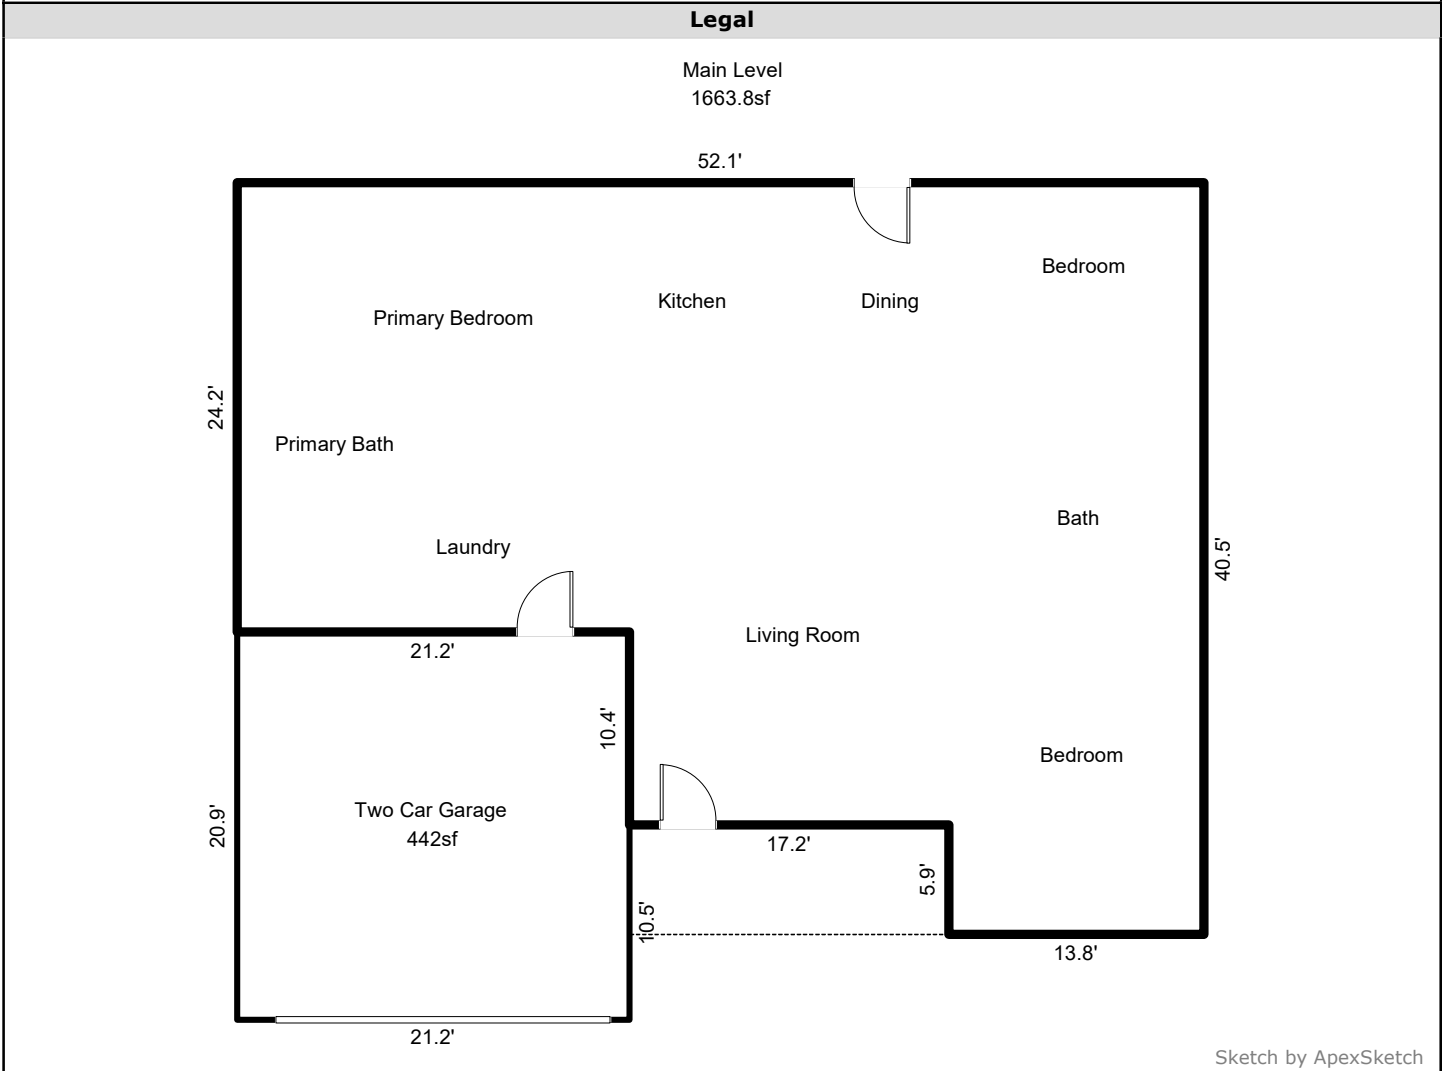 Legal
Main Level
1663.8sf
52.1'
Bedroom
Kitchen
Dining
Primary Bedroom
24.2'
Primary Bath
Bath
Laundry
40.5'
Living Room
21.2'
10.4'
Bedroom
Two Car Garage
442sf
20.9'
17.2'
5.9'
10.5'
13.8'
21.2'
Sketch by ApexSketch